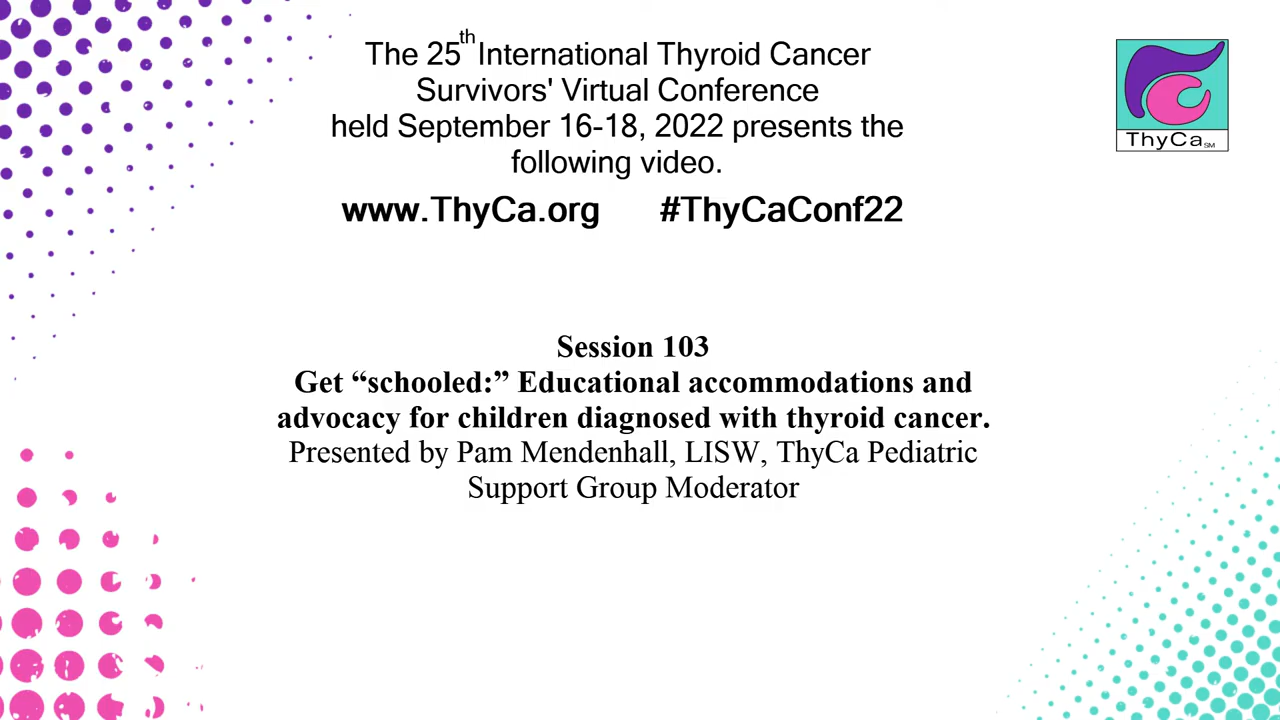 The 25th International Thyroid Cancer
Survivors' Virtual Conference
held September 16-18, 2022 presents the
following video.
www.ThyCa.org #ThyCaConf22
ThyCa SM
Session 103
Get “schooled:” Educational accommodations and
advocacy for children diagnosed with thyroid cancer.
Presented by Pam Mendenhall, LISW, ThyCa Pediatric
Support Group Moderator